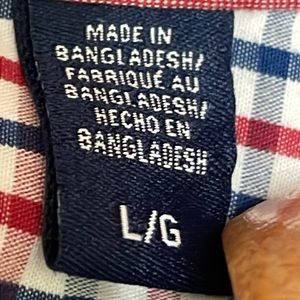 MADE IN
BANGLADESH/
FABRIQUÉ AU
BANGLADESH/
HECHO EN
BANGLADESH
L/G